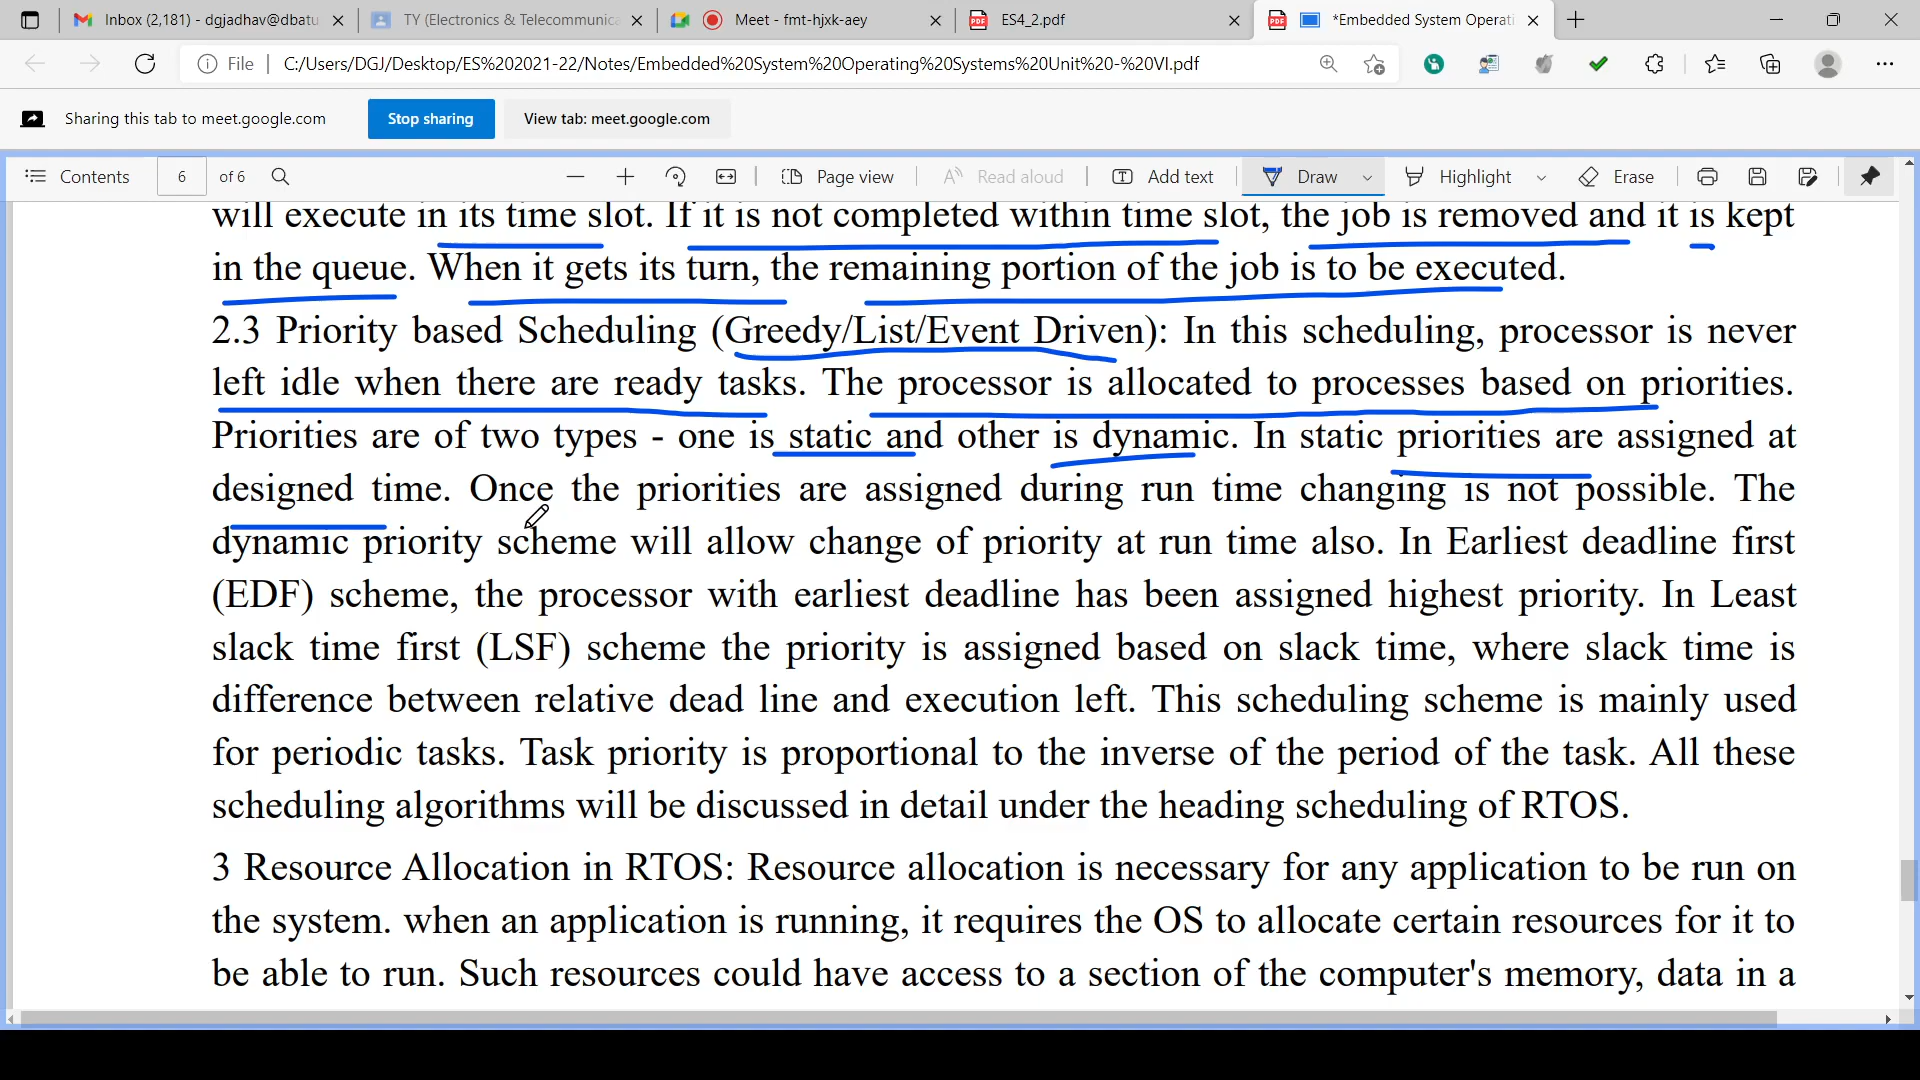 Inbox (2,181) - dgjadhav@dbatu
TY (Electronics & Telecommunica
Meet - fmt-hjxk-aey
ES4_2.pdf
*Embedded System Operati
File
C:/Users/DGJ/Desktop/ES%202021-22/Notes/Embedded%20System%20Operating%20Systems%20Unit%20-%20VI.pdf
Sharing this tab to meet.google.com
Stop sharing
View tab: meet.google.com
Contents
6
of 6
Page view
Read aloud
Add text
Draw
Highlight
Erase
will execute in its time slot. If it is not completed within time slot, the job is removed and it is kept
in the queue. When it gets its turn, the remaining portion of the job is to be executed.
2.3 Priority based Scheduling (Greedy/List/Event Driven): In this scheduling, processor is never
left idle when there are ready tasks. The processor is allocated to processes based on priorities.
Priorities are of two types - one is static and other is dynamic. In static priorities are assigned at
designed time. Once the priorities are assigned during run time changing is not possible. The
dynamic priority scheme will allow change of priority at run time also. In Earliest deadline first
(EDF) scheme, the processor with earliest deadline has been assigned highest priority. In Least
slack time first (LSF) scheme the priority is assigned based on slack time, where slack time is
difference between relative dead line and execution left. This scheduling scheme is mainly used
for periodic tasks. Task priority is proportional to the inverse of the period of the task. All these
scheduling algorithms will be discussed in detail under the heading scheduling of RTOS.
3 Resource Allocation in RTOS: Resource allocation is necessary for any application to be run on
the system. when an application is running, it requires the OS to allocate certain resources for it to
be able to run. Such resources could have access to a section of the computer's memory, data in a